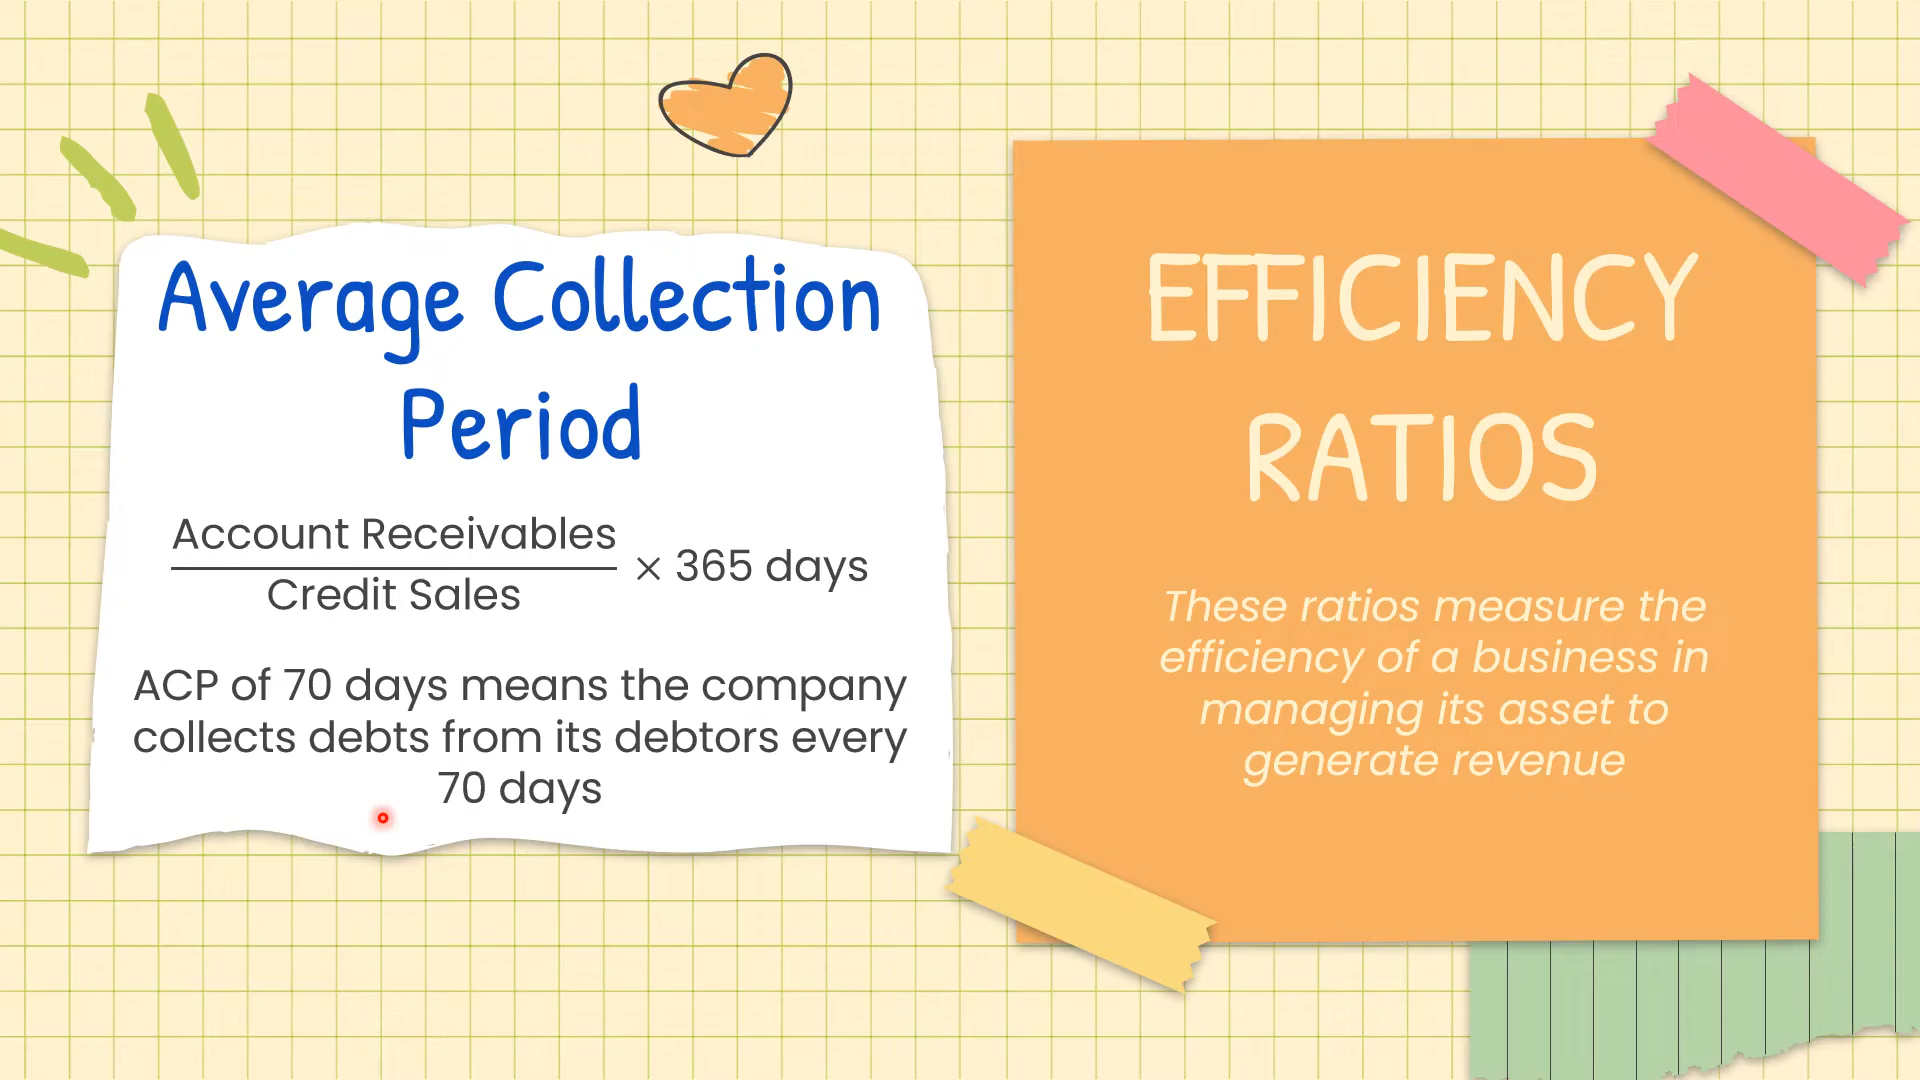 Average Collection
Period
Account Receivables
Credit Sales
× 365 days
ACP of 70 days means the company
collects debts from its debtors every
70 days
EFFICIENCY
RATIOS
These ratios measure the
efficiency of a business in
managing its asset to
generate revenue